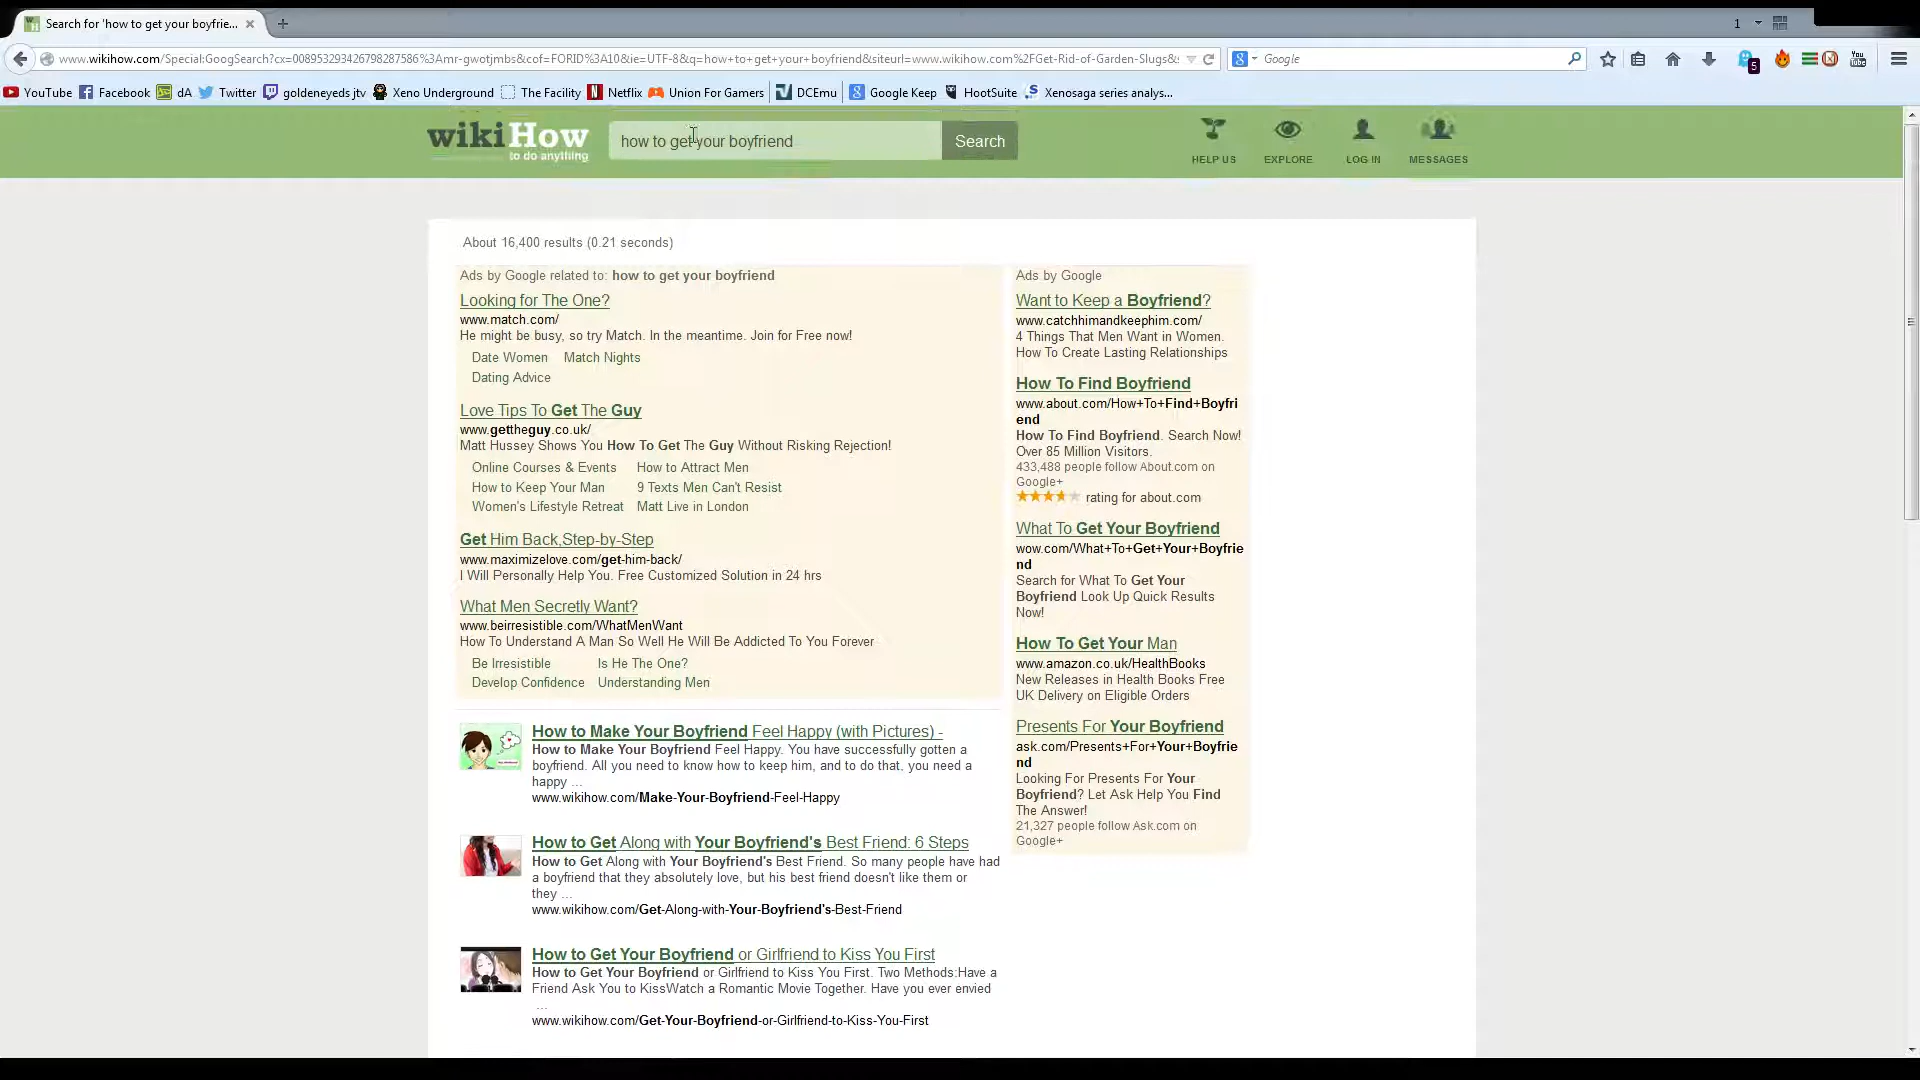 Search for 'how to get your boyfrie...
1
www.wikihow.com/Special:GoogSearch?cx=008953293426798287586%3Amr-gwotjmbs&cof=FORID%3A10&ie=UTF-8&q=how+to+get+your+boyfriend&siteurl=www.wikihow.com%2FGet-Rid-of-Garden-Slugs&
Google
5
YouTube
Facebook
dA
Twitter
goldeneyeds jtv
Xeno Underground
The Facility
Netflix
Union For Gamers
DCEmu
Google Keep
HootSuite
Xenosaga series analys...
wikiHow
to do anything
how to get your boyfriend
Search
HELP US
EXPLORE
LOG IN
MESSAGES
About 16,400 results (0.21 seconds)
Ads by Google related to: how to get your boyfriend
Looking for The One?
www.match.com/
He might be busy, so try Match. In the meantime. Join for Free now!
Date Women Match Nights
Dating Advice
Love Tips To Get The Guy
www.gettheguy.co.uk/
Matt Hussey Shows You How To Get The Guy Without Risking Rejection!
Online Courses & Events How to Attract Men
How to Keep Your Man 9 Texts Men Can't Resist
Women's Lifestyle Retreat Matt Live in London
Get Him Back,Step-by-Step
www.maximizelove.com/get-him-back/
I Will Personally Help You. Free Customized Solution in 24 hrs
What Men Secretly Want?
www.beirresistible.com/WhatMenWant
How To Understand A Man So Well He Will Be Addicted To You Forever
Be Irresistible Is He The One?
Develop Confidence Understanding Men
How to Make Your Boyfriend Feel Happy (with Pictures) -
How to Make Your Boyfriend Feel Happy. You have successfully gotten a
boyfriend. All you need to know how to keep him, and to do that, you need a
happy ...
www.wikihow.com/Make-Your-Boyfriend-Feel-Happy
How to Get Along with Your Boyfriend's Best Friend: 6 Steps
How to Get Along with Your Boyfriend's Best Friend. So many people have had
a boyfriend that they absolutely love, but his best friend doesn't like them or
they ...
www.wikihow.com/Get-Along-with-Your-Boyfriend's-Best-Friend
How to Get Your Boyfriend or Girlfriend to Kiss You First
How to Get Your Boyfriend or Girlfriend to Kiss You First. Two Methods:Have a
Friend Ask You to KissWatch a Romantic Movie Together. Have you ever envied
...
www.wikihow.com/Get-Your-Boyfriend-or-Girlfriend-to-Kiss-You-First
Ads by Google
Want to Keep a Boyfriend?
www.catchhimandkeephim.com/
4 Things That Men Want in Women.
How To Create Lasting Relationships
How To Find Boyfriend
www.about.com/How+To+Find+Boyfri
end
How To Find Boyfriend. Search Now!
Over 85 Million Visitors.
433,488 people follow About.com on
Google+
rating for about.com
What To Get Your Boyfriend
wow.com/What+To+Get+Your+Boyfrie
nd
Search for What To Get Your
Boyfriend Look Up Quick Results
Now!
How To Get Your Man
www.amazon.co.uk/HealthBooks
New Releases in Health Books Free
UK Delivery on Eligible Orders
Presents For Your Boyfriend
ask.com/Presents+For+Your+Boyfrie
nd
Looking For Presents For Your
Boyfriend? Let Ask Help You Find
The Answer!
21,327 people follow Ask.com on
Google+